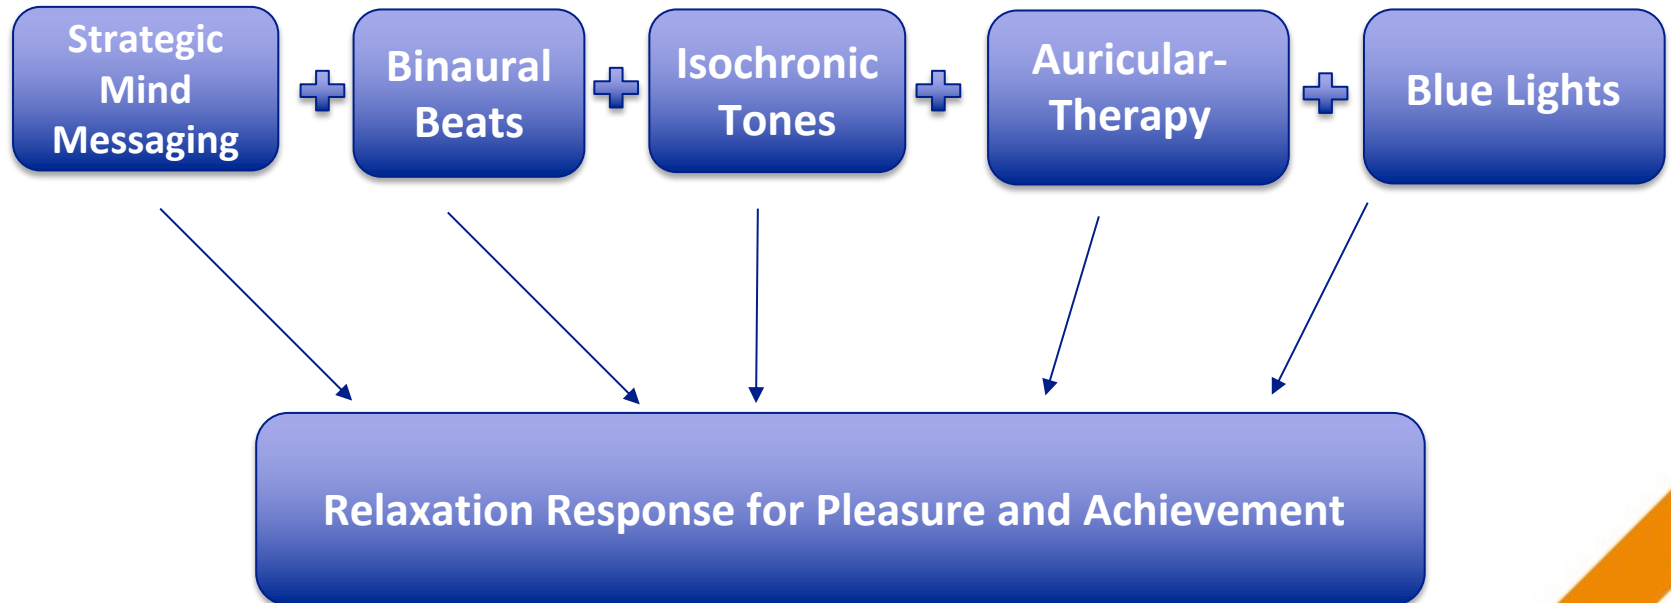 Strategic
Mind
Messaging
Binaural
Beats
Isochronic
Tones
Auricular-
Therapy
Blue Lights
Relaxation Response for Pleasure and Achievement